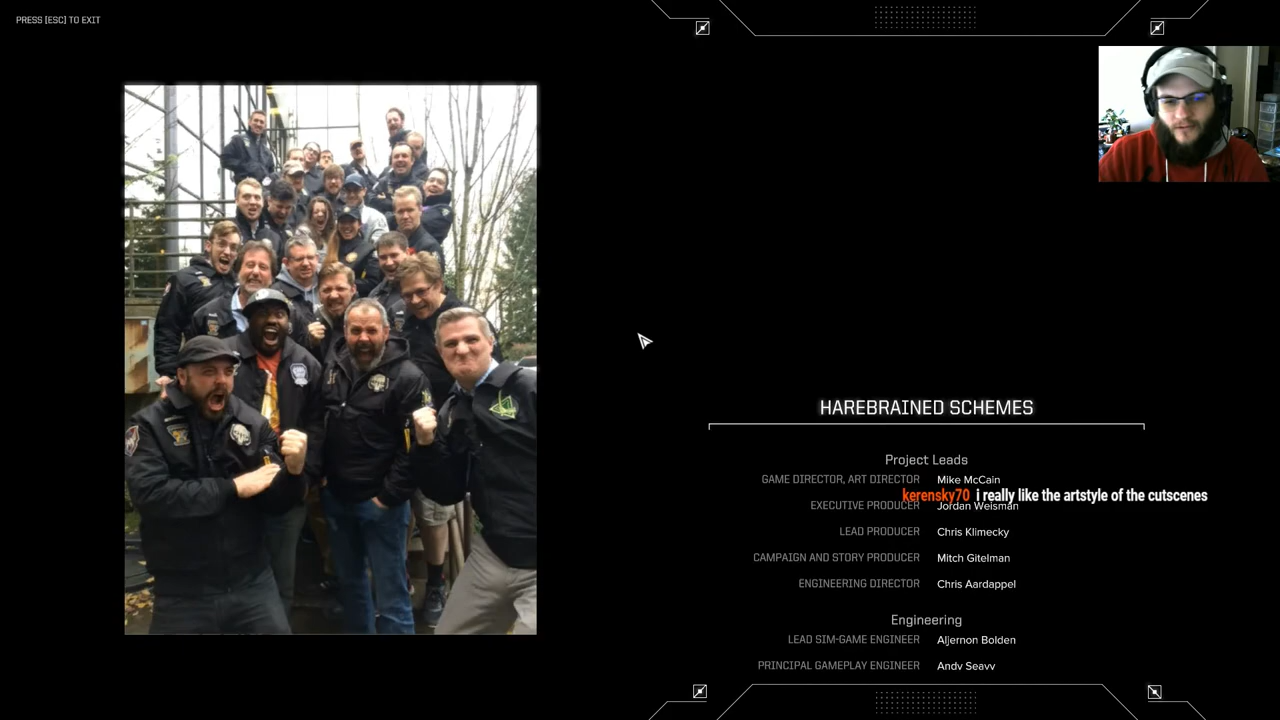 PRESS [ESC] TO EXIT
HAREBRAINED SCHEMES
Project Leads
GAME DIRECTOR, ART DIRECTOR Mike McCain
kerensky70 i really like the artstyle of the cutscenes
EXECUTIVE PRODUCER Jordan Weisman
LEAD PRODUCER Chris Klimecky
CAMPAIGN AND STORY PRODUCER Mitch Gitelman
ENGINEERING DIRECTOR Chris Aardappel
Engineering
LEAD SIM-GAME ENGINEER Aljernon Bolden
PRINCIPAL GAMEPLAY ENGINEER Andy Seavy